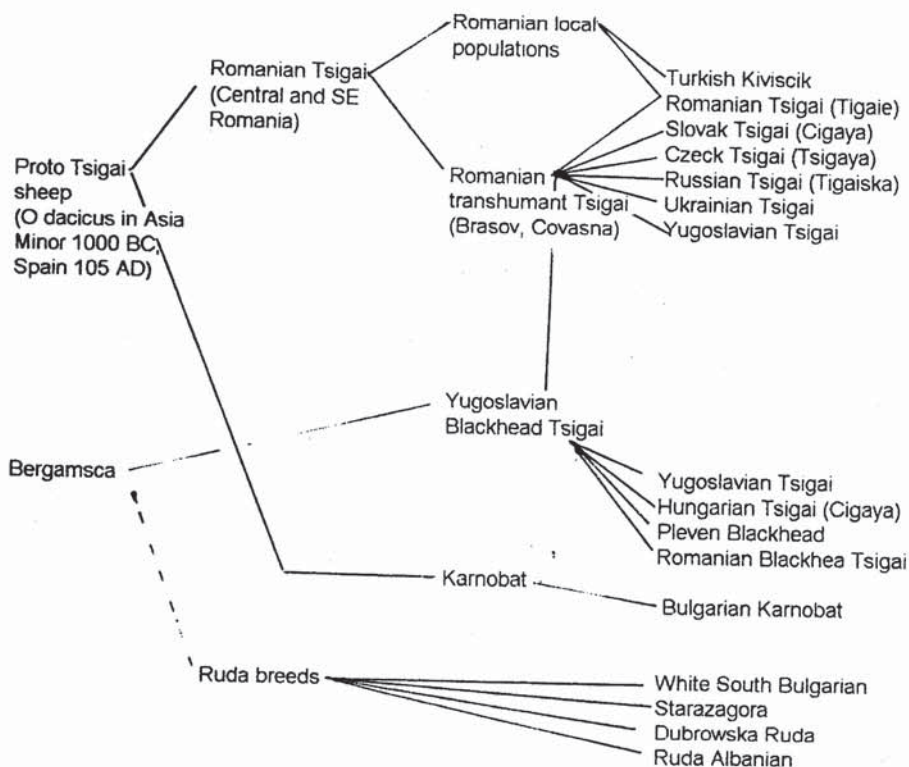 Romanian local
populations
Romanian Tsigai
(Central and SE
Romania)
Turkish Kiviscik
Romanian Tsigai (Tigaie)
Slovak Tsigai (Cigaya)
Czeck Tsigai (Tsigaya)
Russian Tsigai (Tigaiska)
Ukrainian Tsigai
Yugoslavian Tsigai
Proto Tsigai
sheep
(O dacicus in Asia
Minor 1000 BC,
Spain 105 AD)
Romanian
transhumant Tsigai
(Brasov, Covasna)
Yugoslavian
Blackhead Tsigai
Bergamsca
Yugoslavian Tsigai
Hungarian Tsigai (Cigaya)
Pleven Blackhead
Romanian Blackhea Tsigai
Karnobat
Bulgarian Karnobat
Ruda breeds
White South Bulgarian
Starazagora
Dubrowska Ruda
Ruda Albanian